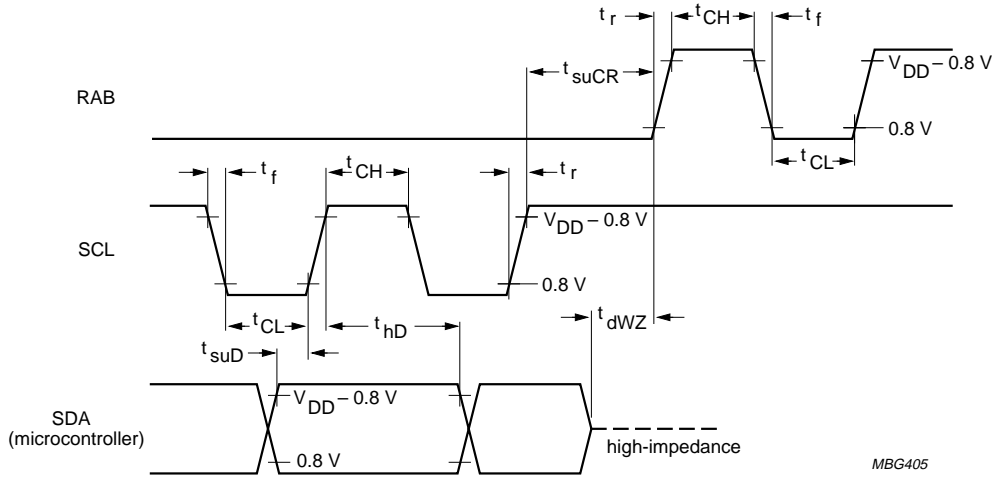 t r
t CH
t f
t suCR
V DD – 0.8 V
RAB
0.8 V
t CL
t f
t CH
t r
V DD – 0.8 V
SCL
0.8 V
t CL
t hD
t dWZ
t suD
V DD – 0.8 V
SDA
(microcontroller)
high-impedance
0.8 V
MBG405